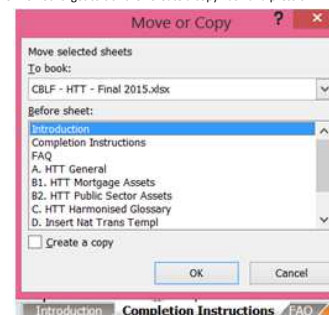 Move or Copy ? ×
Move selected sheets
To book:
CBLF - HTT - Final 2015.xlsx
Before sheet:
Introduction
Completion Instructions
FAQ
A. HTT General
B1. HTT Mortgage Assets
B2. HTT Public Sector Assets
C. HTT Harmonised Glossary
D. Insert Nat Trans Templ
Create a copy
OK Cancel
Introduction Completion Instructions FAQ